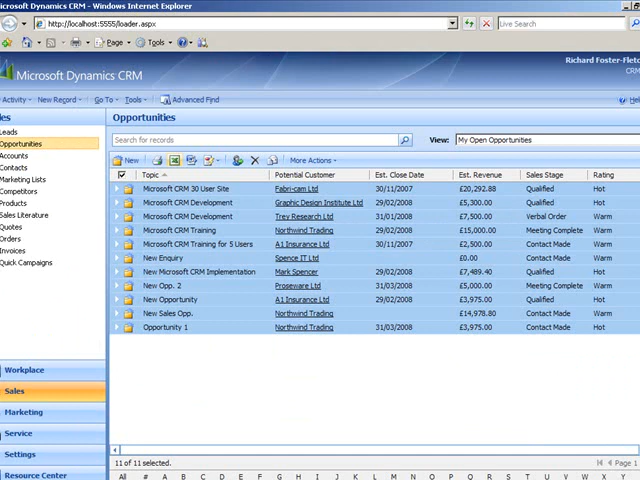 icrosoft Dynamics CRM - Windows Internet Explorer
http://localhost:5555/loader.aspx
Live Search
Page
Tools
Richard Foster-Fletc
Microsoft Dynamics CRM
CRM
Activity
New Record
Go To
Tools
Advanced Find
Hel
les
Opportunities
Leads
Opportunities
Accounts
Contacts
Marketing Lists
Competitors
Products
Sales Literature
Quotes
Orders
Invoices
Quick Campaigns
Search for records
View:
My Open Opportunities
New
More Actions
Topic Potential Customer Est. Close Date Est. Revenue Sales Stage Rating
Microsoft CRM 30 User Site Fabri-cam Ltd 30/11/2007 £20,292.88 Qualified Hot
Microsoft CRM Development Graphic Design Institute Ltd 29/02/2008 £5,300.00 Qualified Hot
Microsoft CRM Development Trey Research Ltd 31/01/2008 £7,500.00 Verbal Order Warm
Microsoft CRM Training Northwind Trading 29/02/2008 £15,000.00 Meeting Complete Warm
Microsoft CRM Training for 5 Users A1 Insurance Ltd 30/11/2007 £2,500.00 Contact Made Hot
New Enquiry Spence IT Ltd £0.00 Contact Made Warm
New Microsoft CRM Implementation Mark Spencer 29/02/2008 £7,489.40 Qualified Hot
New Opp. 2 Proseware Ltd 31/03/2008 £5,000.00 Meeting Complete Warm
New Opportunity A1 Insurance Ltd 29/02/2008 £3,975.00 Qualified Hot
New Sales Opp. Northwind Trading £14,978.80 Contact Made Warm
Opportunity 1 Northwind Trading 31/03/2008 £3,975.00 Contact Made Hot
Workplace
Sales
Marketing
Service
Settings
Resource Center
11 of 11 selected.
Page 1
All # A B C D E F G H I J K L M N O P Q R S T U V W X Y